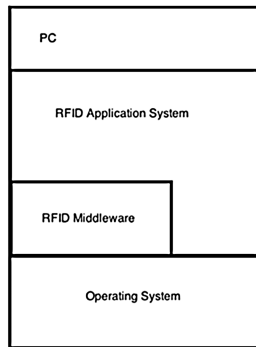 PC
RFID Application System
RFID Middleware
Operating System